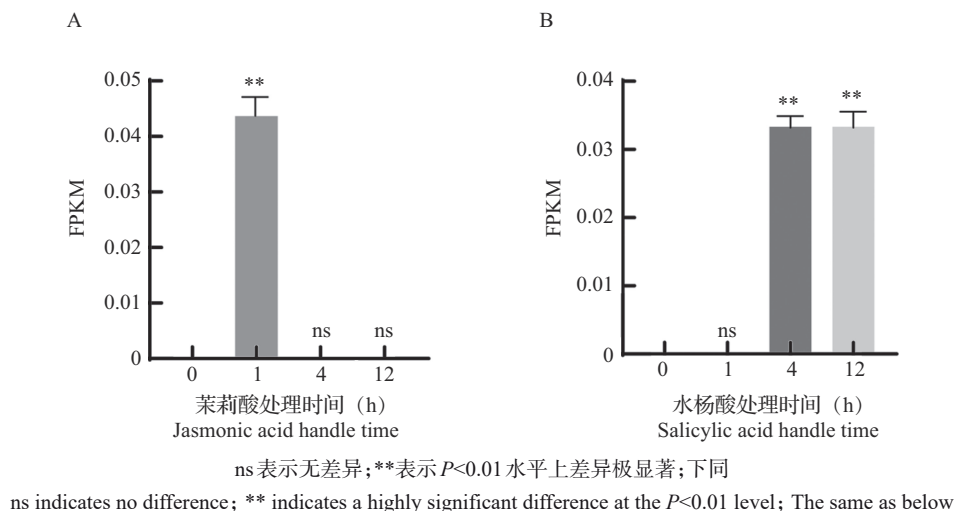 A
B
FPKM
0.05
0.04
0.03
0.02
0.01
0
**
ns
ns
0 1 4 12
茉莉酸处理时间（h）
Jasmonic acid handle time
FPKM
0.04
0.03
0.02
0.01
0
ns
**
**
0 1 4 12
水杨酸处理时间（h）
Salicylic acid handle time
ns表示无差异；**表示P<0.01水平上差异极显著；下同
ns indicates no difference; ** indicates a highly significant difference at the P<0.01 level; The same as below